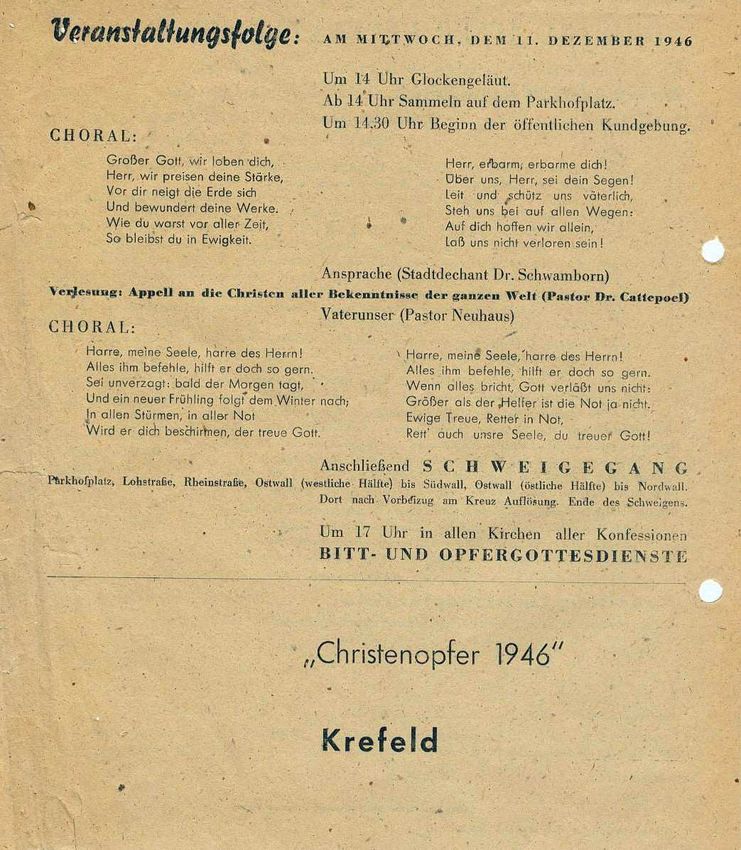 Veranstaltungsfolge: AM MITTWOCH, DEM 11. DEZEMBER 1946
Um 14 Uhr Glockengeläut.
Ab 14 Uhr Sammeln auf dem Parkhofplatz.
Um 14.30 Uhr Beginn der öffentlichen Kundgebung.
CHORAL:
Großer Gott, wir loben dich,
Herr, wir preisen deine Stärke,
Vor dir neigt die Erde sich
Und bewundert deine Werke.
Wie du warst vor aller Zeit,
So bleibst du in Ewigkeit.
Herr, erbarm, erbarme dich!
Über uns, Herr, sei dein Segen!
Leit und schütz uns väterlich,
Steh uns bei auf allen Wegen:
Auf dich hoffen wir allein,
Laß uns nicht verloren sein!
Ansprache (Stadtdechant Dr. Schwamborn)
Verlesung: Appell an die Christen aller Bekenntnisse der ganzen Welt (Pastor Dr. Cattepoel)
Vaterunser (Pastor Neuhaus)
CHORAL:
Harre, meine Seele, harre des Herrn!
Alles ihm befehle, hilft er doch so gern.
Sei unverzagt: bald der Morgen tagt,
Und ein neuer Frühling folgt dem Winter nach;
In allen Stürmen, in aller Not
Wird er dich beschirmen, der treue Gott.
Harre, meine Seele, harre des Herrn!
Alles ihm befehle, hilft er doch so gern.
Wenn alles bricht, Gott verläßt uns nicht:
Größer als der Helfer ist die Not ja nicht.
Ewige Treue, Retter in Not,
Rett' auch unsre Seele, du treuer Gott!
Anschließend SCHWEIGEGANG
Parkhofplatz, Lohstraße, Rheinstraße, Ostwall (westliche Hälfte) bis Südwall, Ostwall (östliche Hälfte) bis Nordwall.
Dort nach Vorbeizug am Kreuz Auflösung. Ende des Schweigens.
Um 17 Uhr in allen Kirchen aller Konfessionen
BITT- UND OPFERGOTTESDIENSTE
„Christenopfer 1946"
Krefeld